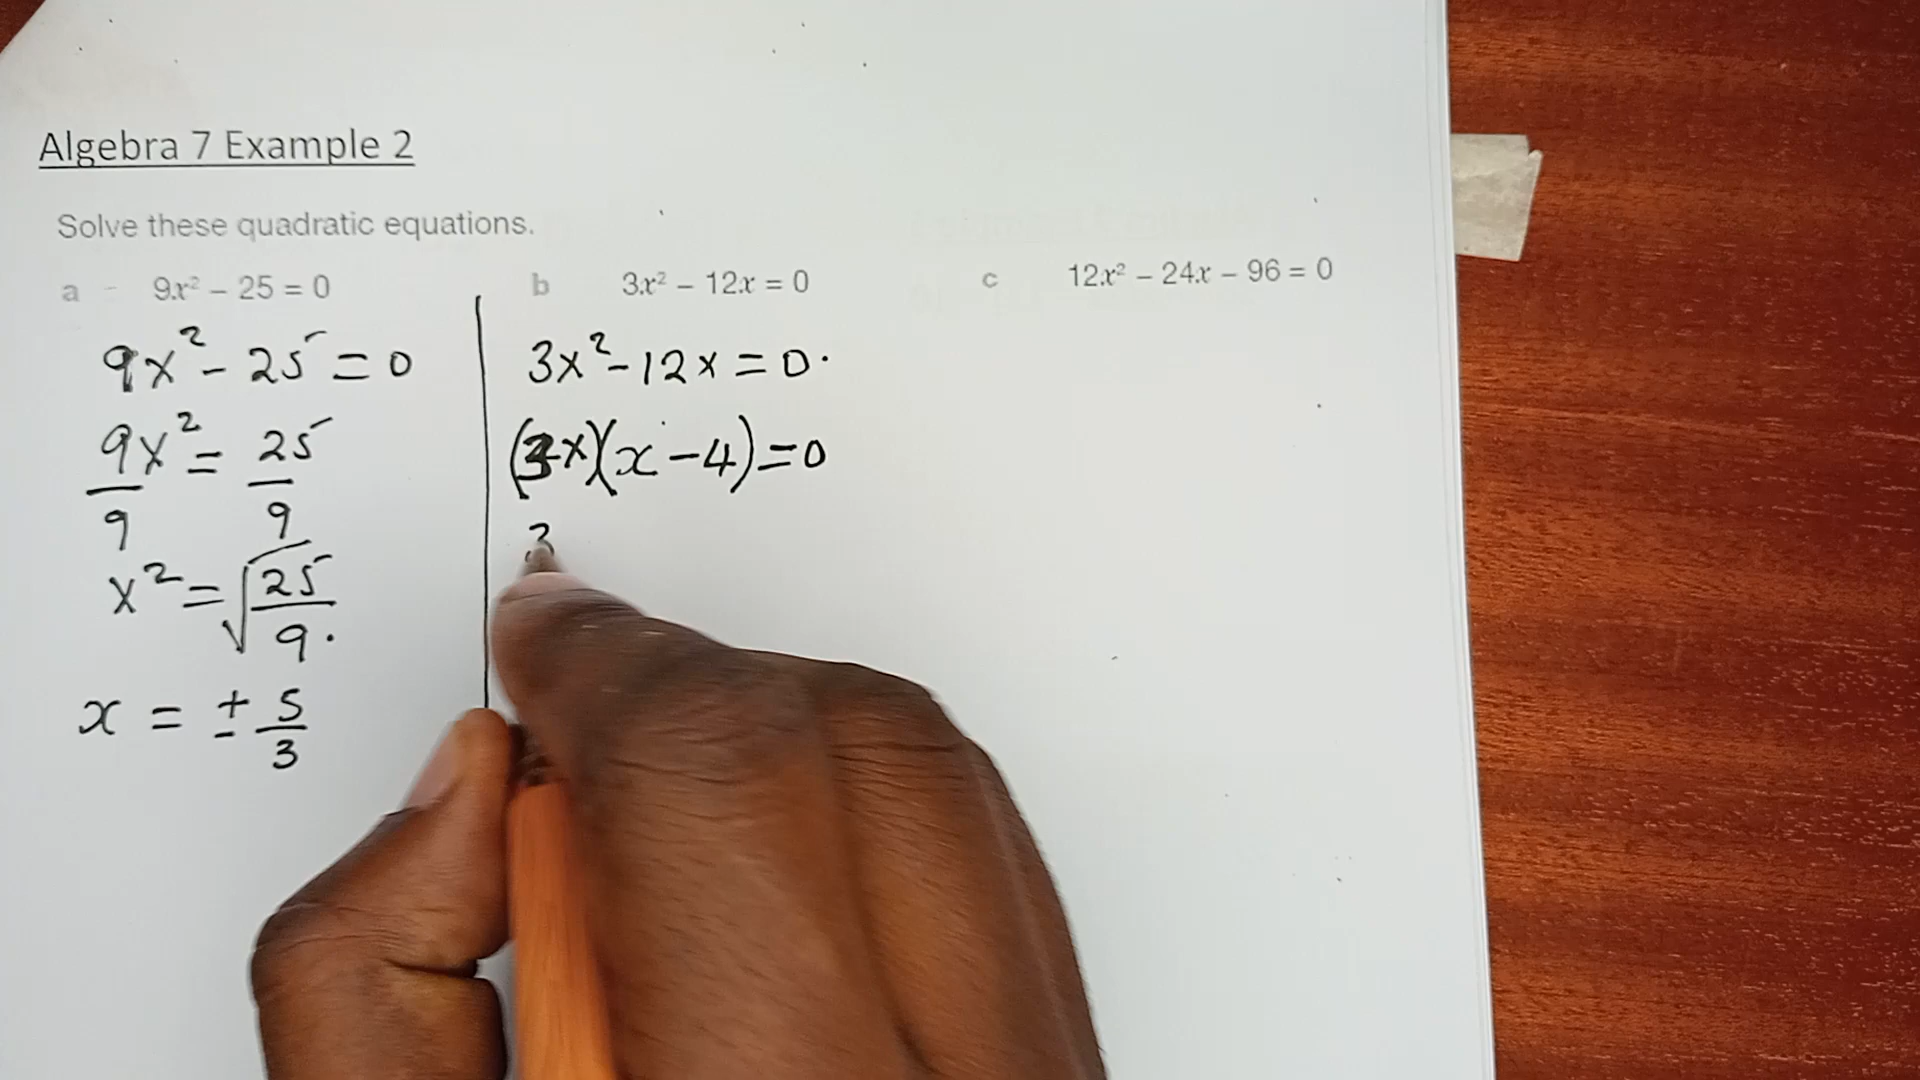 Algebra 7 Example 2
Solve these quadratic equations.
a - 9x² – 25 = 0
b 3x² – 12x = 0
c 12x² – 24x – 96 = 0
9x² - 25 = 0
9x²/9 = 25/9
x² = √25/9.
x = ± 5/3
3x² - 12x = 0.
(3x)(x - 4) = 0
3